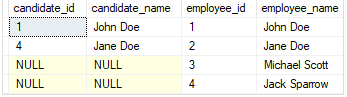 candidate_id candidate_name employee_id employee_name
1 John Doe 1 John Doe
4 Jane Doe 2 Jane Doe
NULL NULL 3 Michael Scott
NULL NULL 4 Jack Sparrow